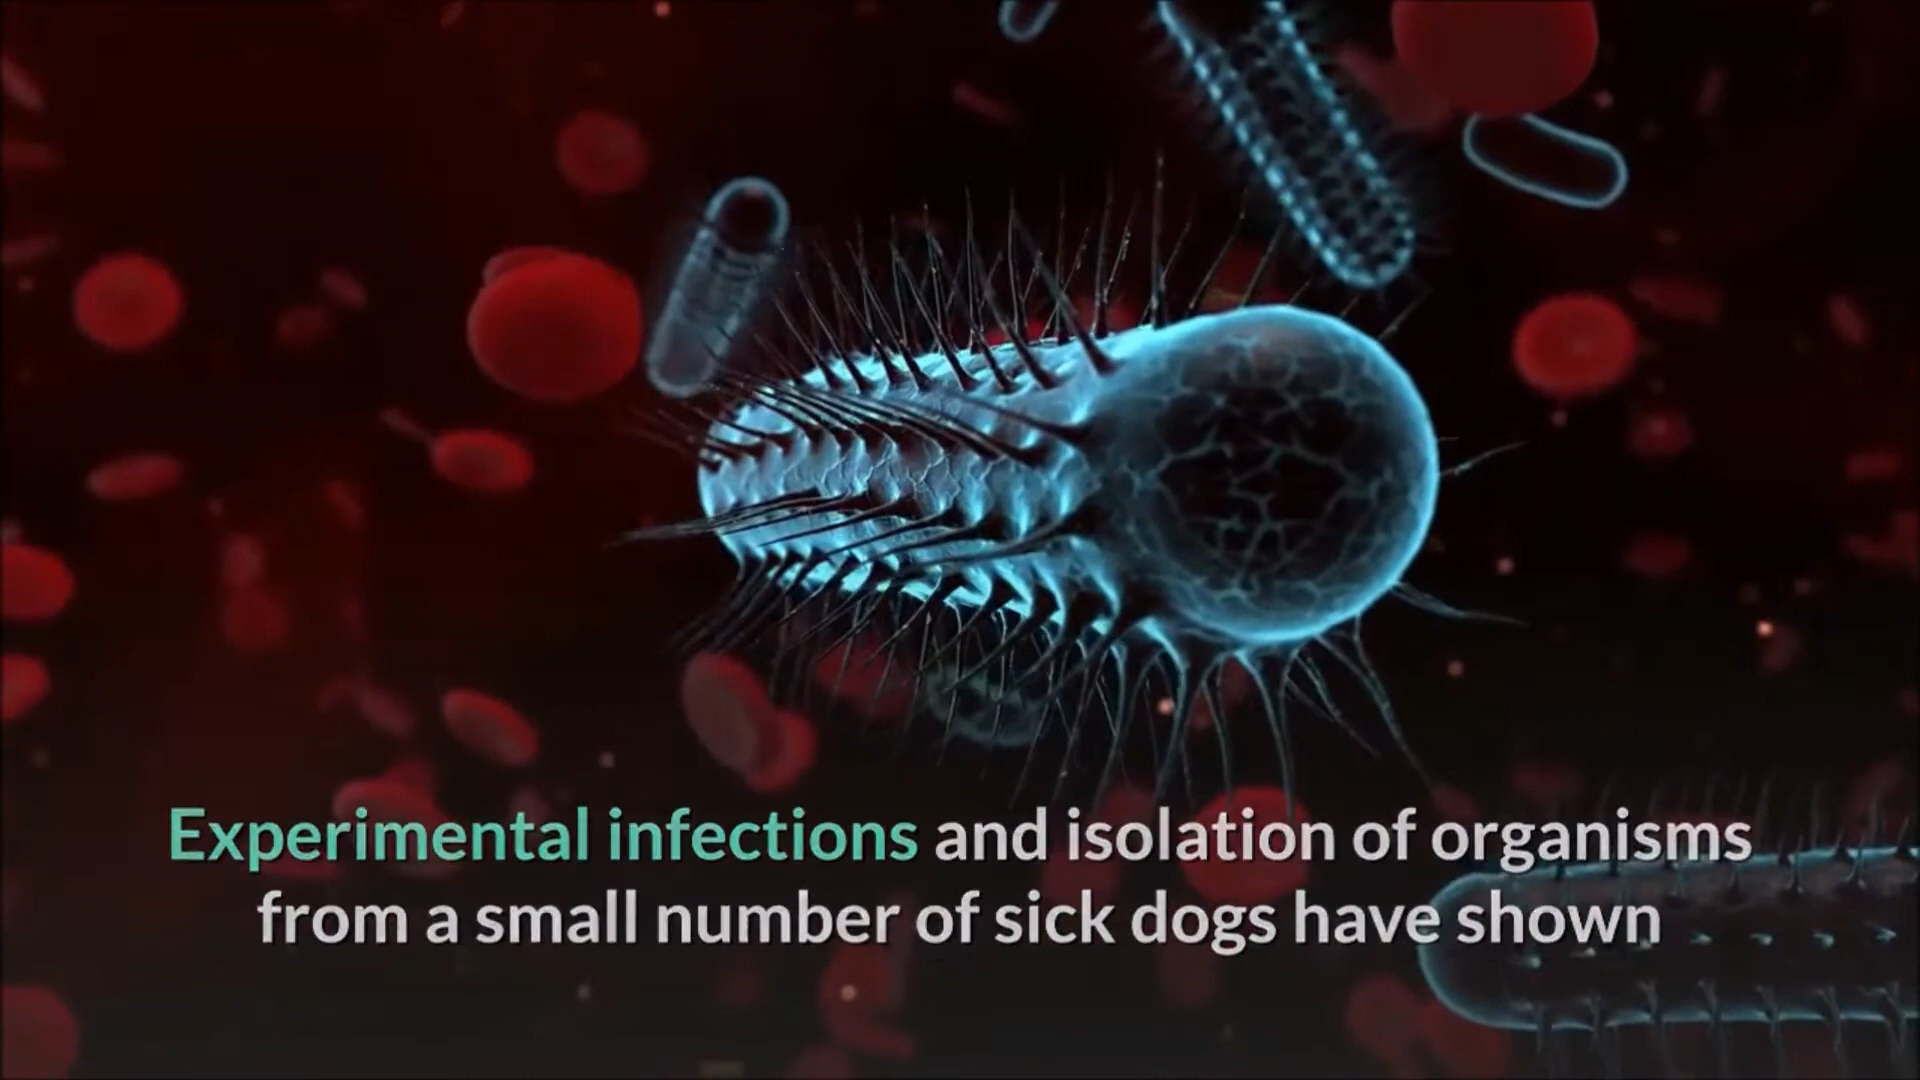 Experimental infections and isolation of organisms
from a small number of sick dogs have shown